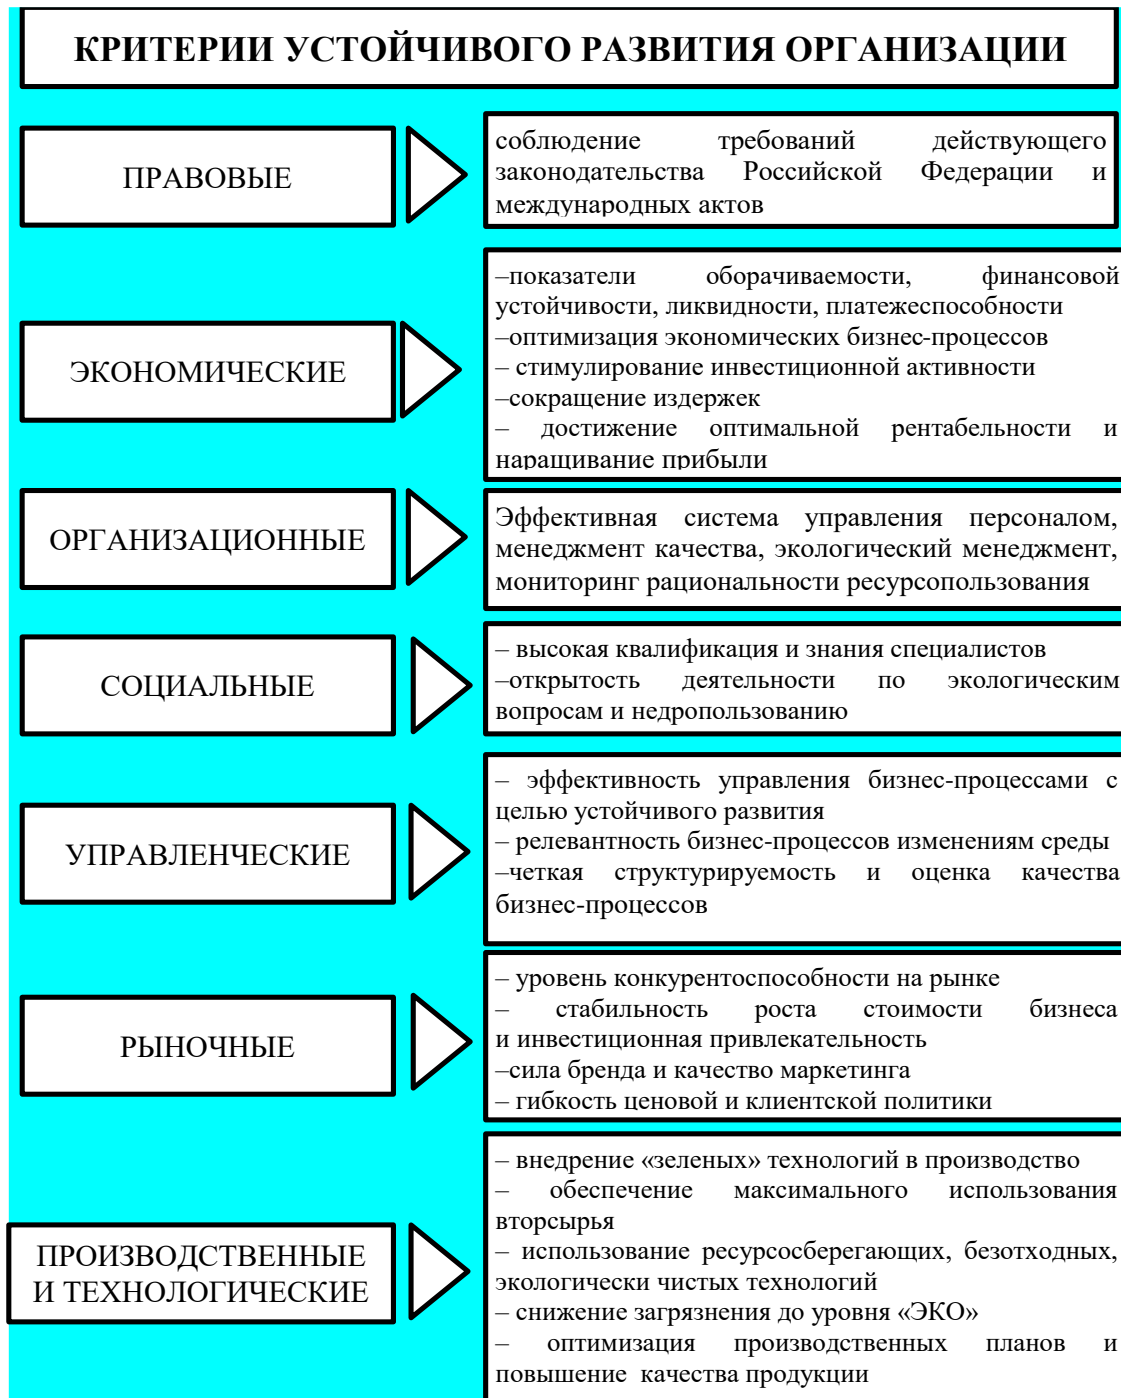 КРИТЕРИИ УСТОЙЧИВОГО РАЗВИТИЯ ОРГАНИЗАЦИИ
ПРАВОВЫЕ
соблюдение требований действующего
законодательства Российской Федерации и
международных актов
ЭКОНОМИЧЕСКИЕ
–показатели оборачиваемости, финансовой
устойчивости, ликвидности, платежеспособности
–оптимизация экономических бизнес-процессов
– стимулирование инвестиционной активности
–сокращение издержек
– достижение оптимальной рентабельности и
наращивание прибыли
ОРГАНИЗАЦИОННЫЕ
Эффективная система управления персоналом,
менеджмент качества, экологический менеджмент,
мониторинг рациональности ресурсопользования
СОЦИАЛЬНЫЕ
– высокая квалификация и знания специалистов
–открытость деятельности по экологическим
вопросам и недропользованию
УПРАВЛЕНЧЕСКИЕ
– эффективность управления бизнес-процессами с
целью устойчивого развития
– релевантность бизнес-процессов изменениям среды
–четкая структурируемость и оценка качества
бизнес-процессов
РЫНОЧНЫЕ
– уровень конкурентоспособности на рынке
– стабильность роста стоимости бизнеса
и инвестиционная привлекательность
–сила бренда и качество маркетинга
– гибкость ценовой и клиентской политики
ПРОИЗВОДСТВЕННЫЕ
И ТЕХНОЛОГИЧЕСКИЕ
– внедрение «зеленых» технологий в производство
– обеспечение максимального использования
вторсырья
– использование ресурсосберегающих, безотходных,
экологически чистых технологий
– снижение загрязнения до уровня «ЭКО»
– оптимизация производственных планов и
повышение качества продукции